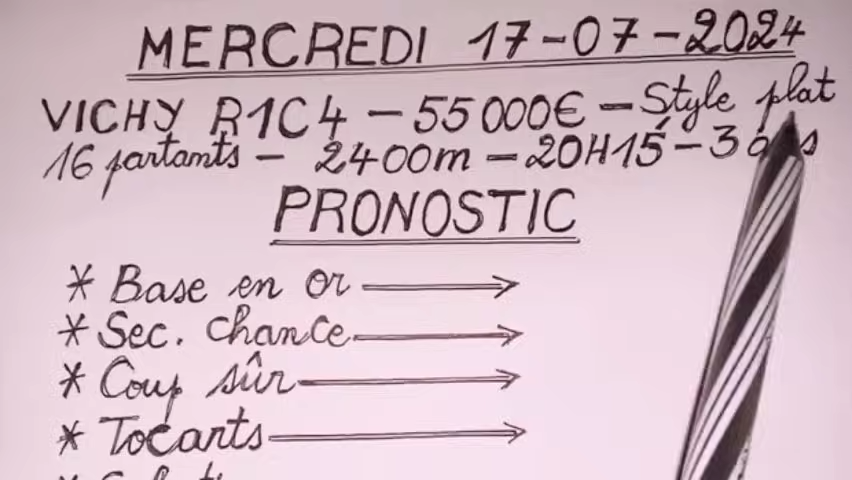 MERCREDI 17-07-2024
VICHY R1C4 - 55000€ - Style plat
16 partants - 2400m - 20H15 - 3
PRONOSTIC
* Base en or
* Sec. chance
* Coup sûr
* Tocarts